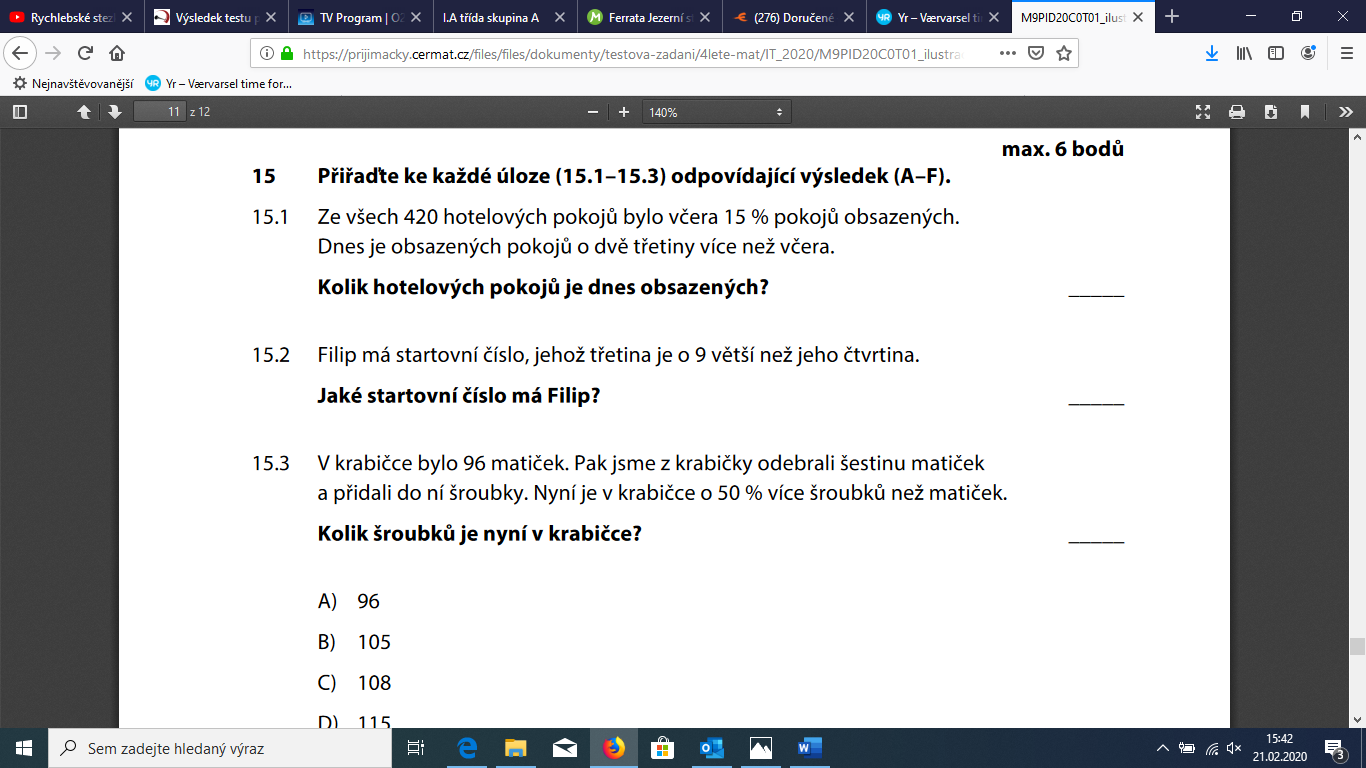 Rychlebské stez
Výsledek testu p
TV Program | O2
I.A třída skupina A
Ferrata Jezerní s
(276) Doručené
Yr – Værvarsel ti
M9PID20C0T01_ilust
https://prijimacky.cermat.cz/files/files/dokumenty/testova-zadani/4lete-mat/IT_2020/M9PID20C0T01_ilustra
Nejnavštěvovanější
Yr – Værvarsel time for...
11 z 12
140%
max. 6 bodů
15 Přiřaďte ke každé úloze (15.1–15.3) odpovídající výsledek (A–F).
15.1 Ze všech 420 hotelových pokojů bylo včera 15 % pokojů obsazených.
Dnes je obsazených pokojů o dvě třetiny více než včera.
Kolik hotelových pokojů je dnes obsazených? _____
15.2 Filip má startovní číslo, jehož třetina je o 9 větší než jeho čtvrtina.
Jaké startovní číslo má Filip? _____
15.3 V krabičce bylo 96 matiček. Pak jsme z krabičky odebrali šestinu matiček
a přidali do ní šroubky. Nyní je v krabičce o 50 % více šroubků než matiček.
Kolik šroubků je nyní v krabičce? _____
A) 96
B) 105
C) 108
D) 115
Sem zadejte hledaný výraz
15:42
21.02.2020
3